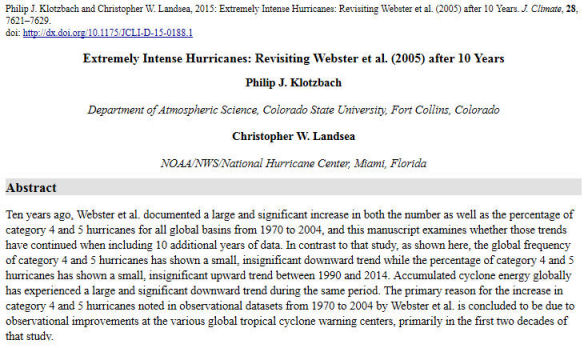 Philip J. Klotzbach and Christopher W. Landsea, 2015: Extremely Intense Hurricanes: Revisiting Webster et al. (2005) after 10 Years. J. Climate, 28,
7621–7629.
doi: http://dx.doi.org/10.1175/JCLI-D-15-0188.1
Extremely Intense Hurricanes: Revisiting Webster et al. (2005) after 10 Years
Philip J. Klotzbach
Department of Atmospheric Science, Colorado State University, Fort Collins, Colorado
Christopher W. Landsea
NOAA/NWS/National Hurricane Center, Miami, Florida
Abstract
Ten years ago, Webster et al. documented a large and significant increase in both the number as well as the percentage of
category 4 and 5 hurricanes for all global basins from 1970 to 2004, and this manuscript examines whether those trends
have continued when including 10 additional years of data. In contrast to that study, as shown here, the global frequency
of category 4 and 5 hurricanes has shown a small, insignificant downward trend while the percentage of category 4 and 5
hurricanes has shown a small, insignificant upward trend between 1990 and 2014. Accumulated cyclone energy globally
has experienced a large and significant downward trend during the same period. The primary reason for the increase in
category 4 and 5 hurricanes noted in observational datasets from 1970 to 2004 by Webster et al. is concluded to be due to
observational improvements at the various global tropical cyclone warning centers, primarily in the first two decades of
that study.